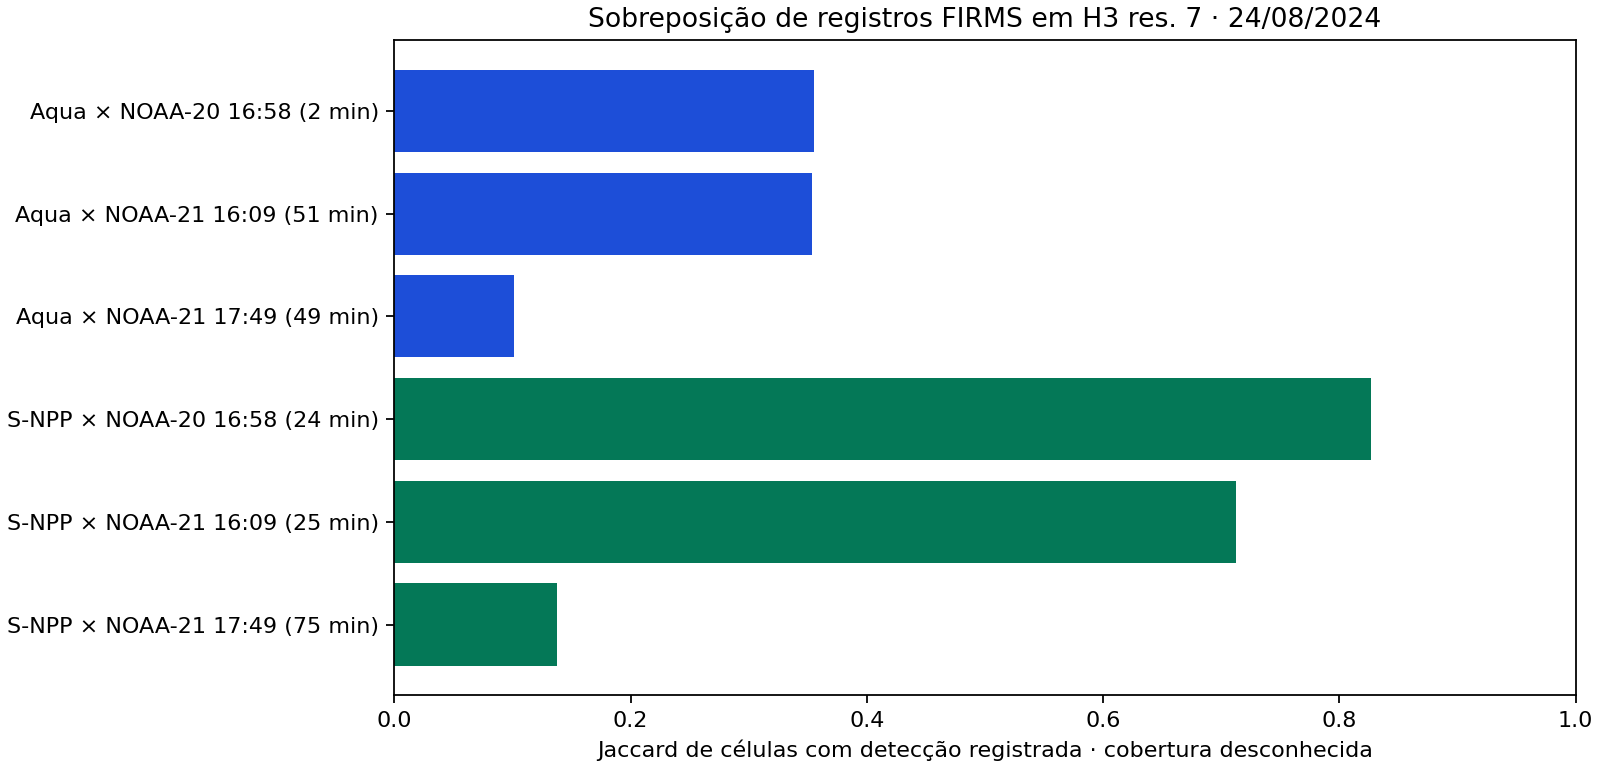 Sobreposição de registros FIRMS em H3 res. 7 · 24/08/2024
Aqua × NOAA-20 16:58 (2 min)
Aqua × NOAA-21 16:09 (51 min)
Aqua × NOAA-21 17:49 (49 min)
S-NPP × NOAA-20 16:58 (24 min)
S-NPP × NOAA-21 16:09 (25 min)
S-NPP × NOAA-21 17:49 (75 min)
0.0 0.2 0.4 0.6 0.8 1.0
Jaccard de células com detecção registrada · cobertura desconhecida